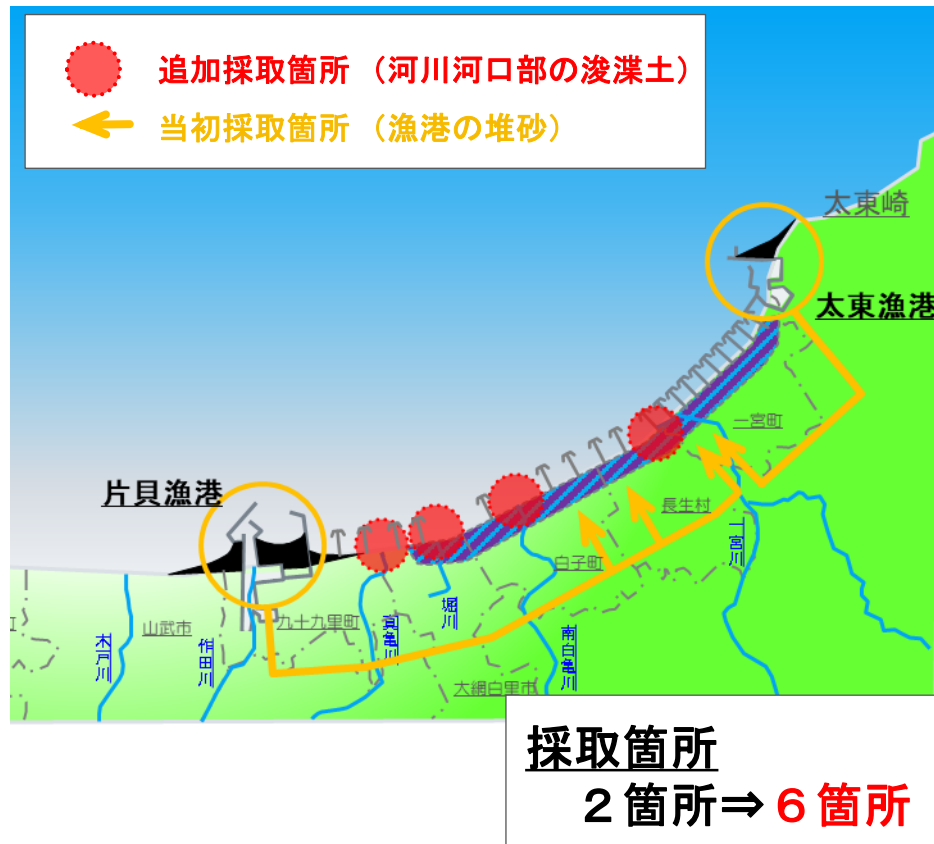 追加採取箇所（河川河口部の浚渫土）
当初採取箇所（漁港の堆砂）
太東崎
太東漁港
一宮町
片貝漁港
長生村
一宮川
白子町
堀川
九十九里町
山武市
真亀川
南白亀川
作田川
木戸川
大網白里市
採取箇所
２箇所⇒６箇所